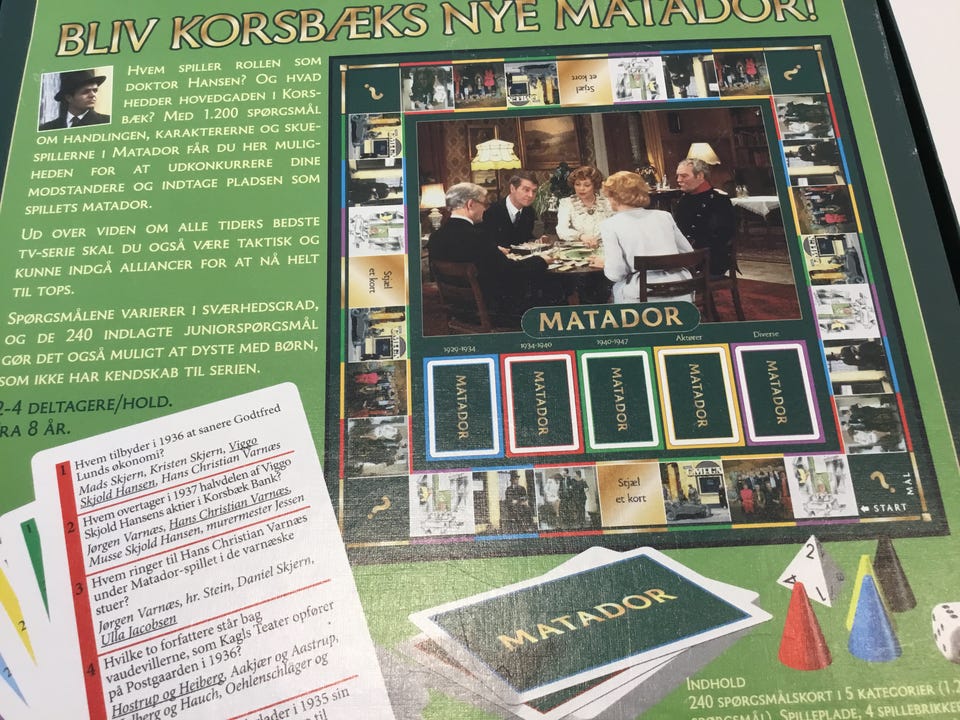 BLIV KORSBÆKS NYE MATADOR!
HVEM SPILLER ROLLEN SOM
DOKTOR HANSEN? OG HVAD
HEDDER HOVEDGADEN I KORS-
BÆK? MED 1.200 SPØRGSMÅL
OM HANDLINGEN, KARAKTERERNE OG SKUE-
SPILLERNE I MATADOR FÅR DU HER MULIG-
HEDEN FOR AT UDKONKURRERE DINE
MODSTANDERE OG INDTAGE PLADSEN SOM
SPILLETS MATADOR.
UD OVER VIDEN OM ALLE TIDERS BEDSTE
TV-SERIE SKAL DU OGSÅ VÆRE TAKTISK OG
KUNNE INDGÅ ALLIANCER FOR AT NÅ HELT
TIL TOPS.
SPØRGSMÅLENE VARIERER I SVÆRHEDSGRAD,
OG DE 240 INDLAGTE JUNIORSPØRGSMÅL
GØR DET OGSÅ MULIGT AT DYSTE MED BØRN,
SOM IKKE HAR KENDSKAB TIL SERIEN.
2-4 DELTAGERE/HOLD.
FRA 8 ÅR.
?
Stjæl
et kort
?
Stjæl
et kort
MATADOR
1929-1934
1934-1940
1940-1947
Aktører
Diverse
MATADOR
MATADOR
MATADOR
MATADOR
MATADOR
?
Stjæl
et kort
?
MÅL
START
1
Hvem tilbyder i 1936 at sanere Godtfred
Lunds økonomi?
Mads Skjern, Kristen Skjern, Viggo
Skjold Hansen, Hans Christian Varnæs
2
Hvem overtager i 1937 halvdelen af Viggo
Skjold Hansens aktier i Korsbæk Bank?
Jørgen Varnæs, Hans Christian Varnæs,
Musse Skjold Hansen, murermester Jessen
3
Hvem ringer til Hans Christian Varnæs
under Matador-spillet i de varnæske
stuer?
Jørgen Varnæs, hr. Stein, Daniel Skjern,
Ulla Jacobsen
4
Hvilke to forfattere står bag
vaudevillerne, som Kagls Teater opfører
på Postgaarden i 1936?
Hostrup og Heiberg, Aakjær og Aastrup,
og Hauch, Oehlenschläger og
i 1935 sin
til
1
2
2
MATADOR
2
4
INDHOLD
240 SPØRGSMÅLSKORT I 5 KATEGORIER
SPILLEPLADE, 4 SPILLEBRIKKER